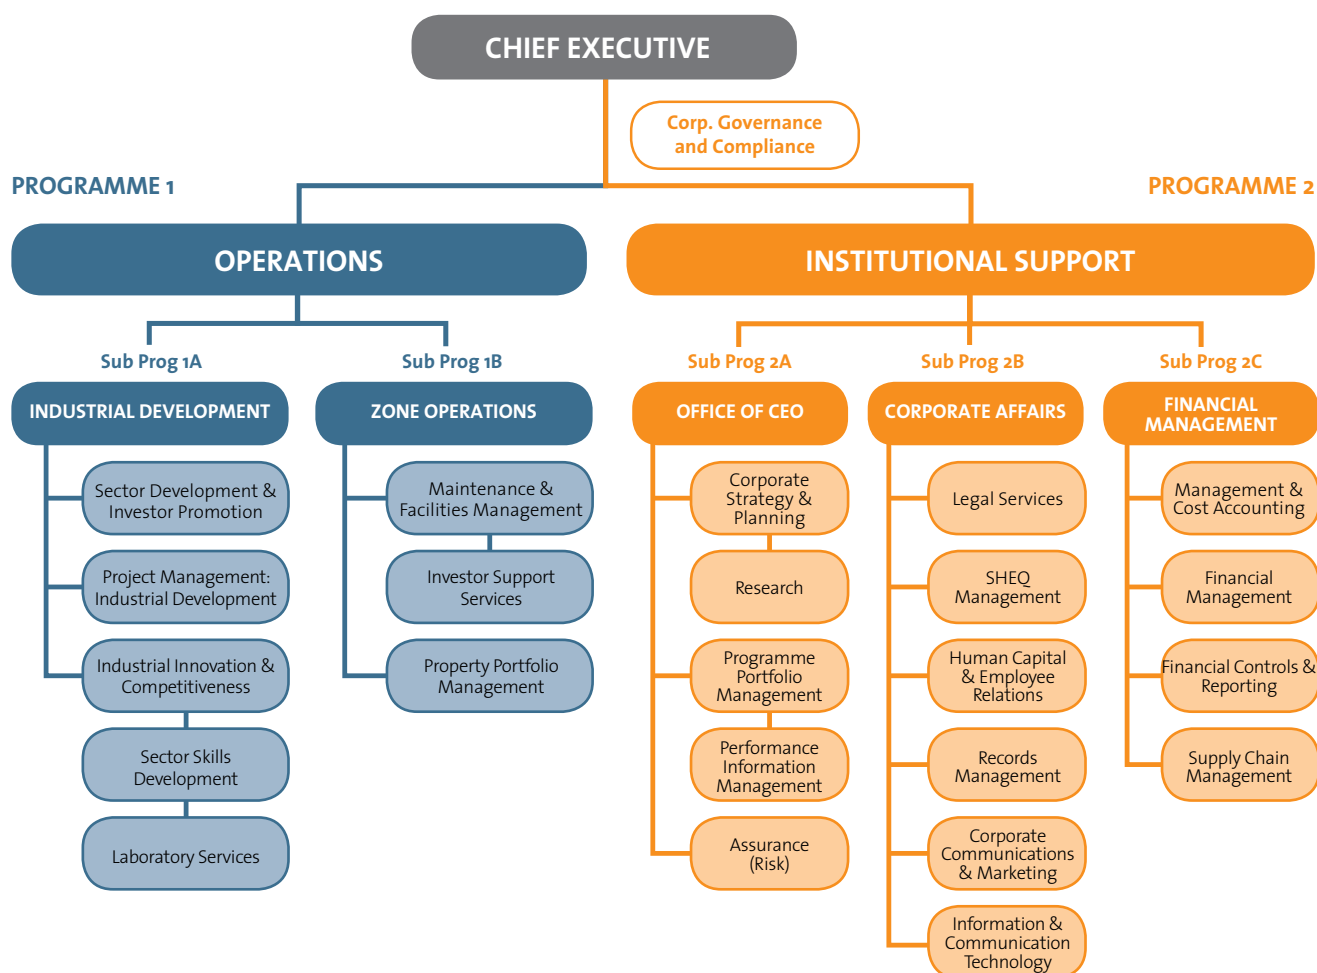 CHIEF EXECUTIVE
Corp. Governance
and Compliance
PROGRAMME 1
PROGRAMME 2
OPERATIONS
INSTITUTIONAL SUPPORT
Sub Prog 1A
Sub Prog 1B
Sub Prog 2A
Sub Prog 2B
Sub Prog 2C
INDUSTRIAL DEVELOPMENT
Sector Development &
Investor Promotion
Project Management:
Industrial Development
Industrial Innovation &
Competitiveness
Sector Skills
Development
Laboratory Services
ZONE OPERATIONS
Maintenance &
Facilities Management
Investor Support
Services
Property Portfolio
Management
OFFICE OF CEO
Corporate
Strategy &
Planning
Research
Programme
Portfolio
Management
Performance
Information
Management
Assurance
(Risk)
CORPORATE AFFAIRS
Legal Services
SHEQ
Management
Human Capital
& Employee
Relations
Records
Management
Corporate
Communications
& Marketing
Information &
Communication
Technology
FINANCIAL
MANAGEMENT
Management &
Cost Accounting
Financial
Management
Financial Controls &
Reporting
Supply Chain
Management